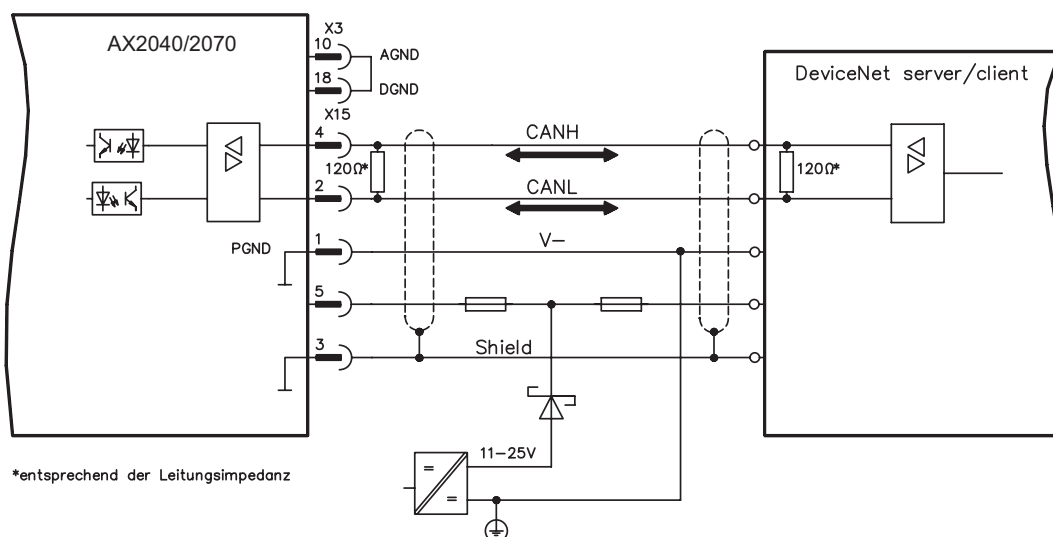 AX2040/2070
X3
10
AGND
18
DGND
X15
4
CANH
120Ω*
2
CANL
PGND
1
V-
5
3
Shield
11-25V
DeviceNet server/client
120Ω*
*entsprechend der Leitungsimpedanz